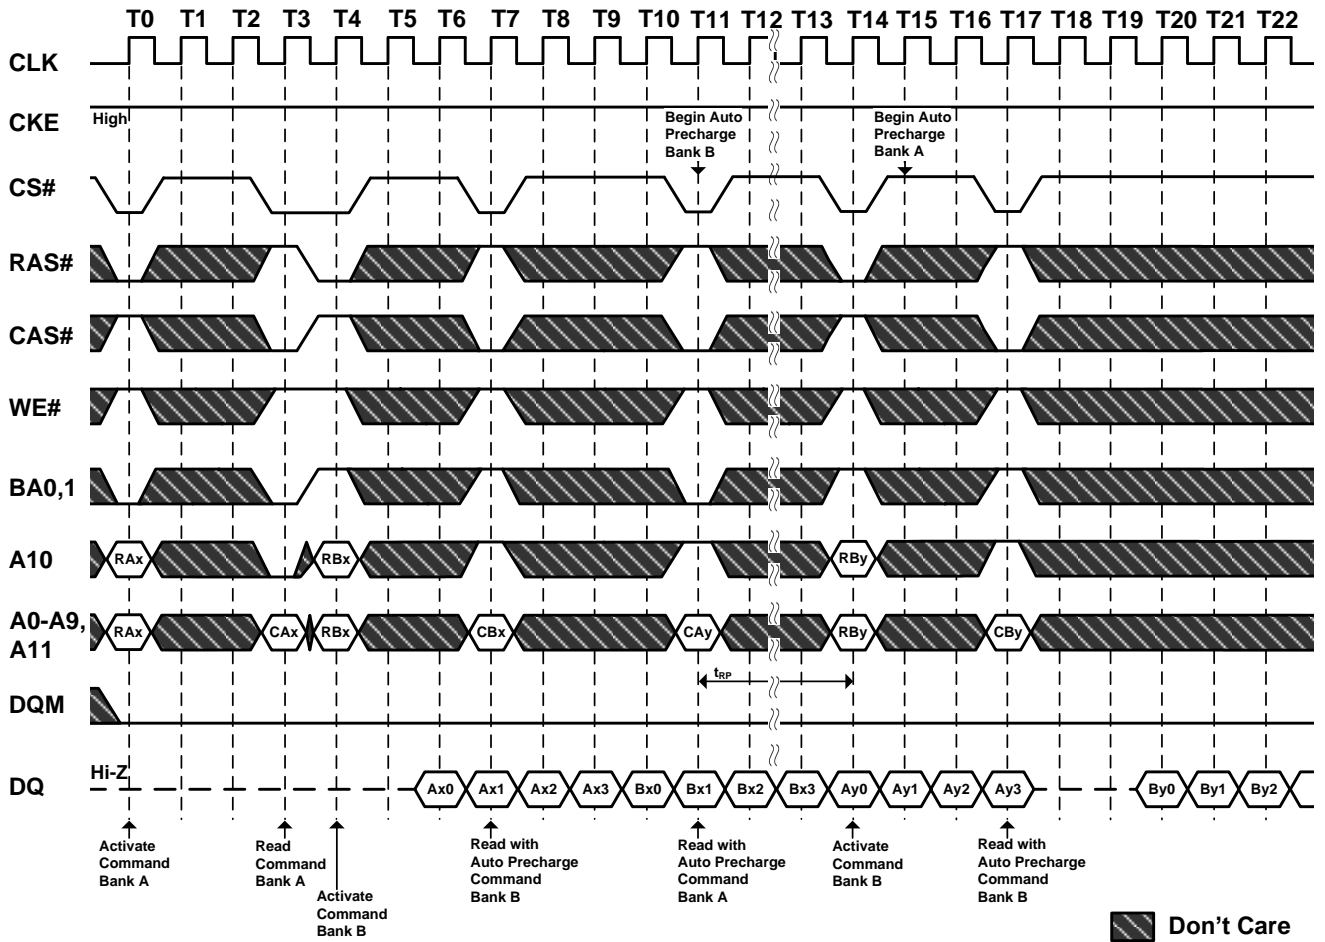 T0 T1 T2 T3 T4 T5 T6 T7 T8 T9 T10 T11 T12 T13 T14 T15 T16 T17 T18 T19 T20 T21 T22
CLK
CKE
High
Begin Auto
Precharge
Bank B
Begin Auto
Precharge
Bank A
CS#
RAS#
CAS#
WE#
BA0,1
A10
RAx RBx RBy
A0-A9,
A11
RAx CAx RBx CBx CAy RBy CBy
tRP
DQM
DQ
Hi-Z
Ax0 Ax1 Ax2 Ax3 Bx0 Bx1 Bx2 Bx3 Ay0 Ay1 Ay2 Ay3 By0 By1 By2
Activate
Command
Bank A
Read
Command
Bank A
Activate
Command
Bank B
Read with
Auto Precharge
Command
Bank B
Read with
Auto Precharge
Command
Bank A
Activate
Command
Bank B
Read with
Auto Precharge
Command
Bank B
Don't Care